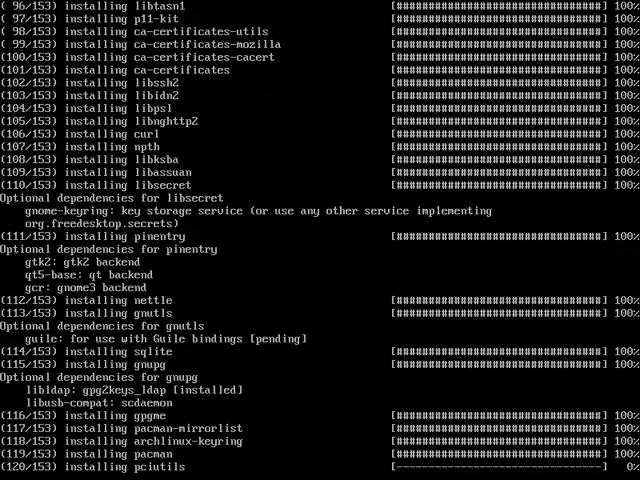 ( 96/153) installing libtasn1 [################################] 100%
( 97/153) installing p11-kit [################################] 100%
( 98/153) installing ca-certificates-utils [################################] 100%
( 99/153) installing ca-certificates-mozilla [################################] 100%
(100/153) installing ca-certificates-cacert [################################] 100%
(101/153) installing ca-certificates [################################] 100%
(102/153) installing libssh2 [################################] 100%
(103/153) installing libidn2 [################################] 100%
(104/153) installing libpsl [################################] 100%
(105/153) installing libnghttp2 [################################] 100%
(106/153) installing curl [################################] 100%
(107/153) installing npth [################################] 100%
(108/153) installing libksba [################################] 100%
(109/153) installing libassuan [################################] 100%
(110/153) installing libsecret [################################] 100%
Optional dependencies for libsecret
gnome-keyring: key storage service (or use any other service implementing
org.freedesktop.secrets)
(111/153) installing pinentry [################################] 100%
Optional dependencies for pinentry
gtk2: gtk2 backend
qt5-base: qt backend
gcr: gnome3 backend
(112/153) installing nettle [################################] 100%
(113/153) installing gnutls [################################] 100%
Optional dependencies for gnutls
guile: for use with Guile bindings [pending]
(114/153) installing sqlite [################################] 100%
(115/153) installing gnupg [################################] 100%
Optional dependencies for gnupg
libldap: gpg2keys_ldap [installed]
libusb-compat: scdaemon
(116/153) installing gpgme [################################] 100%
(117/153) installing pacman-mirrorlist [################################] 100%
(118/153) installing archlinux-keyring [################################] 100%
(119/153) installing pacman [################################] 100%
(120/153) installing pciutils [--------------------------------] 0%